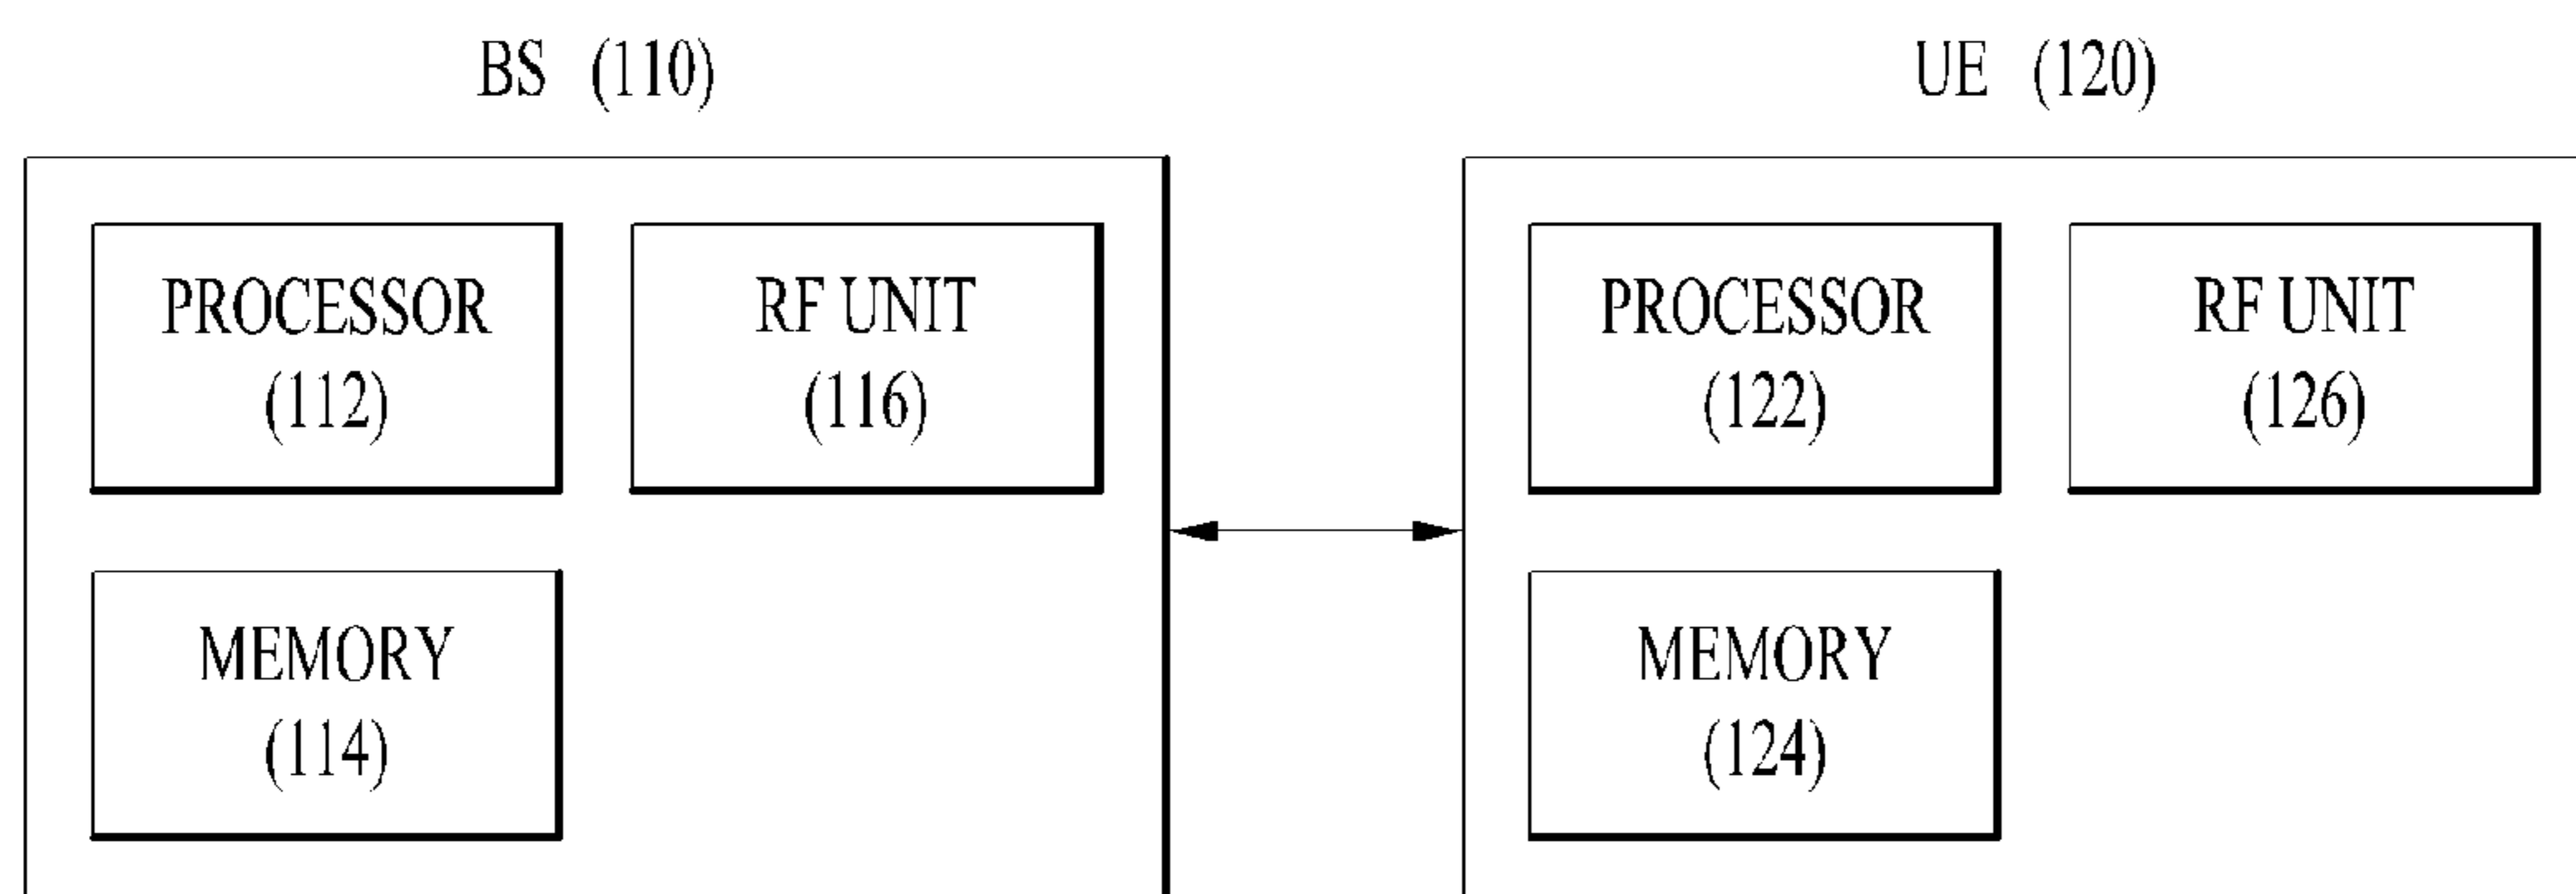 BS (110)
UE (120)
PROCESSOR
(112)
RF UNIT
(116)
MEMORY
(114)
PROCESSOR
(122)
RF UNIT
(126)
MEMORY
(124)